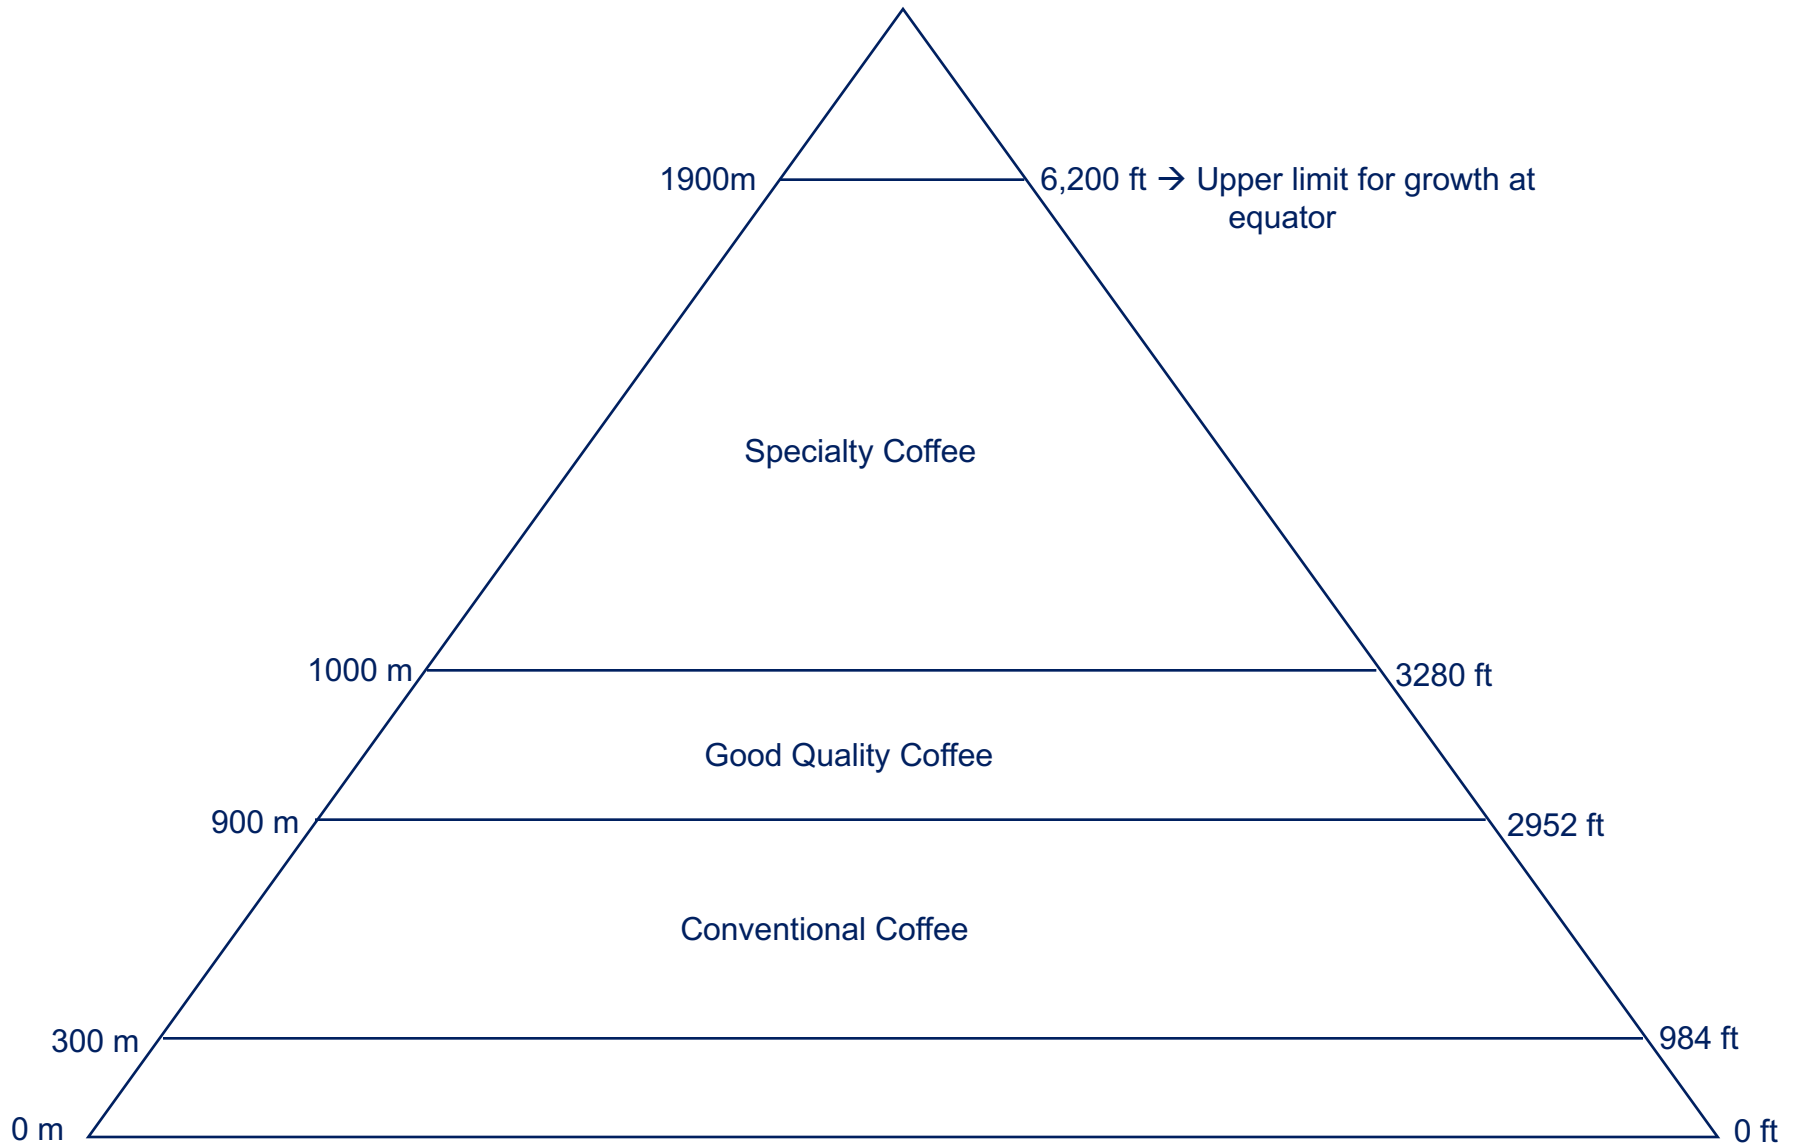 1900m
6,200 ft → Upper limit for growth at
equator
Specialty Coffee
1000 m
3280 ft
Good Quality Coffee
900 m
2952 ft
Conventional Coffee
300 m
984 ft
0 m
0 ft